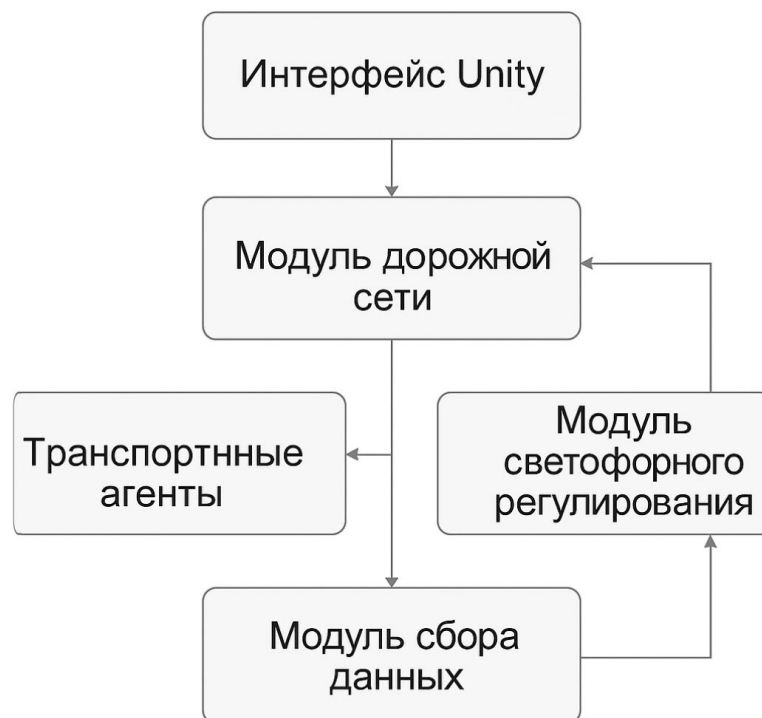 Интерфейс Unity
Модуль дорожной
сети
Транспортнные
агенты
Модуль
светофорного
регулирования
Модуль сбора
данных